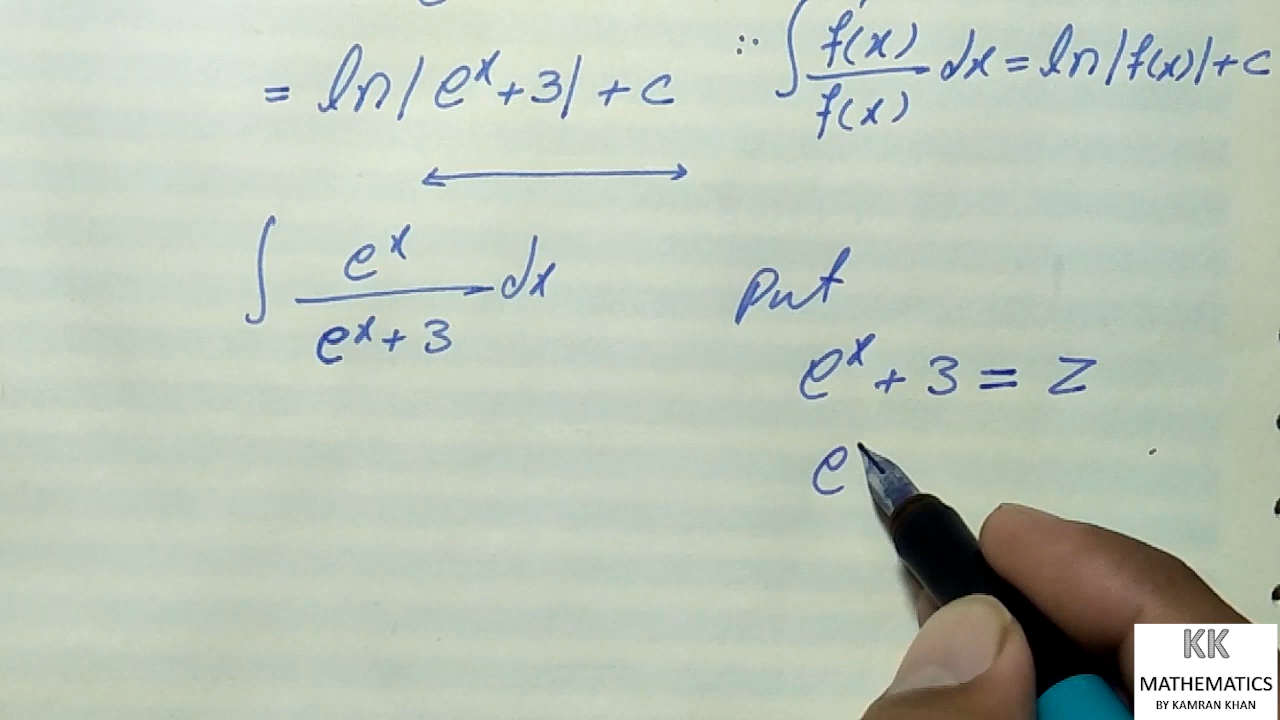 = ln|e^x+3| + c
∵ ∫ f'(x)/f(x) dx = ln|f(x)| + c
∫ e^x/(e^x+3) dx
Put
e^x + 3 = z
e
KK
MATHEMATICS
BY KAMRAN KHAN